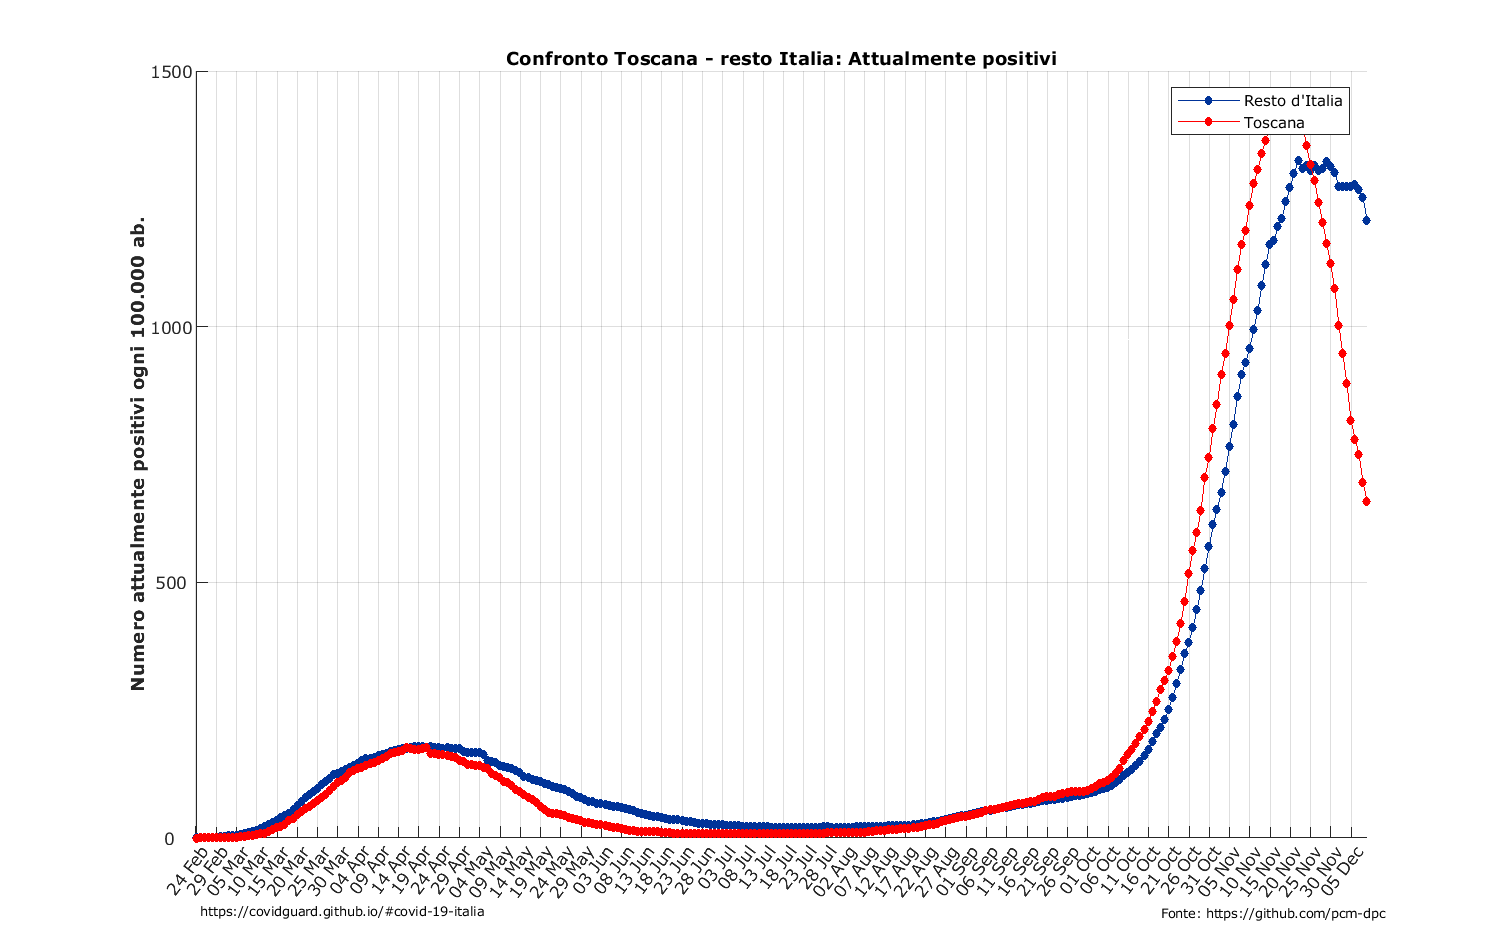 Confronto Toscana - resto Italia: Attualmente positivi
1500
1000
500
0
Numero attualmente positivi ogni 100.000 ab.
Resto d'Italia
Toscana
24 Feb
29 Feb
05 Mar
10 Mar
15 Mar
20 Mar
25 Mar
30 Mar
04 Apr
09 Apr
14 Apr
19 Apr
24 Apr
29 Apr
04 May
09 May
14 May
19 May
24 May
29 May
03 Jun
08 Jun
13 Jun
18 Jun
23 Jun
28 Jun
03 Jul
08 Jul
13 Jul
18 Jul
23 Jul
28 Jul
02 Aug
07 Aug
12 Aug
17 Aug
22 Aug
27 Aug
01 Sep
06 Sep
11 Sep
16 Sep
21 Sep
26 Sep
01 Oct
06 Oct
11 Oct
16 Oct
21 Oct
26 Oct
31 Oct
05 Nov
10 Nov
15 Nov
20 Nov
25 Nov
30 Nov
05 Dec
https://covidguard.github.io/#covid-19-italia
Fonte: https://github.com/pcm-dpc